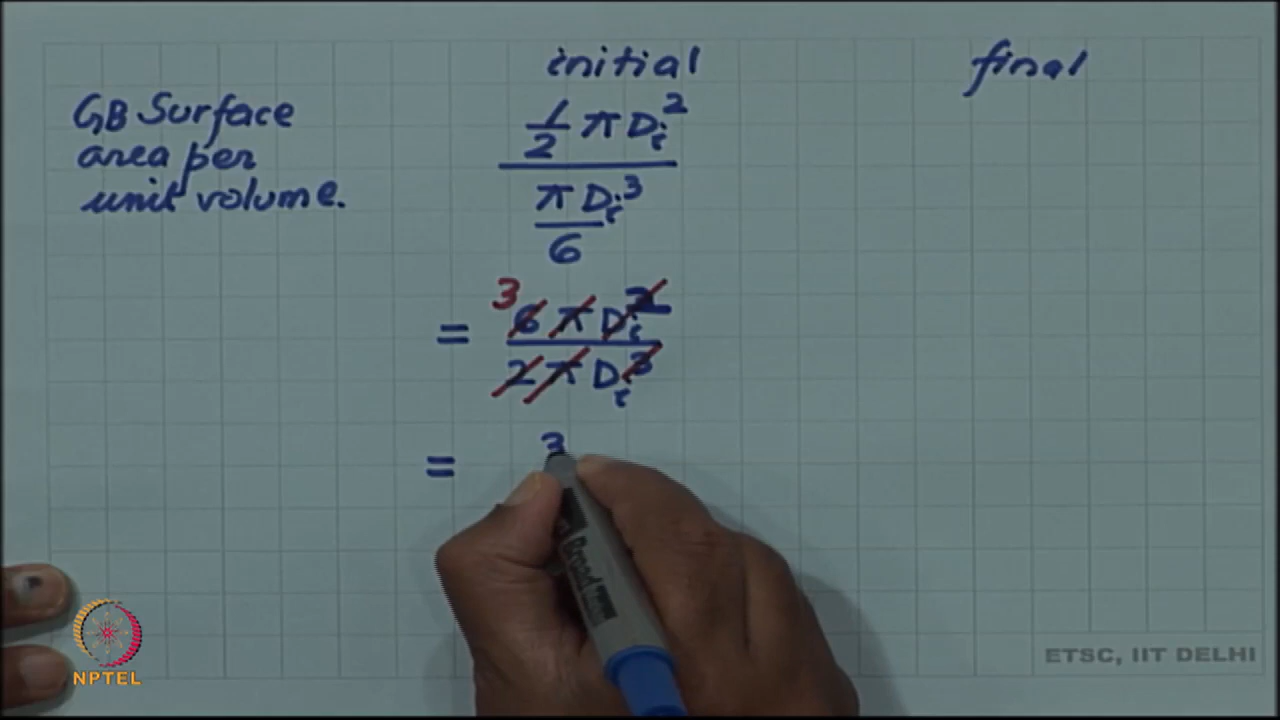 initial final
GB Surface
area per
unit volume.
1/2 π Dᵢ²
π Dᵢ³
6
= 3 6 π Dᵢ²
2 π Dᵢ³
= 3
Broad
NPTEL
ETSC, IIT DELHI